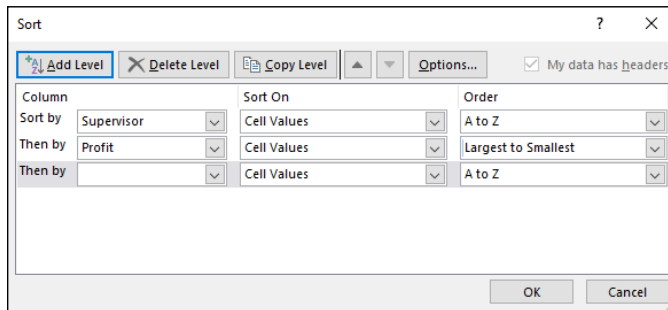 Sort ? ×
Add Level Delete Level Copy Level Options... My data has headers
Column Sort On Order
Sort by Supervisor Cell Values A to Z
Then by Profit Cell Values Largest to Smallest
Then by Cell Values A to Z
OK Cancel